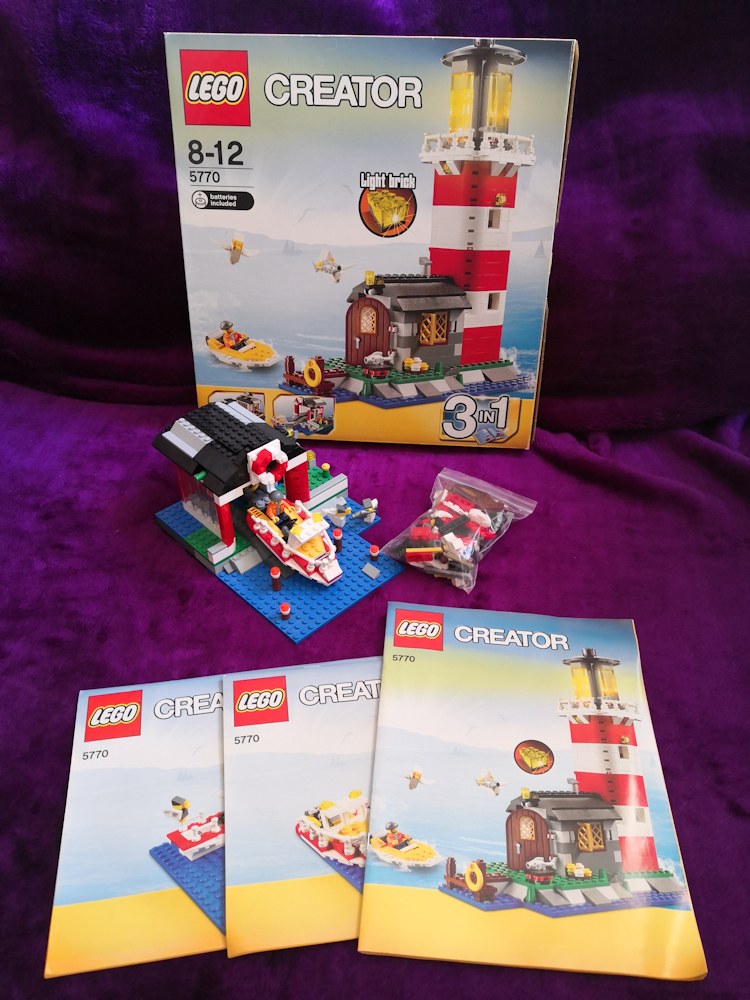 LEGO CREATOR
8-12
5770
batteries
included
Light brick
3 IN 1
LEGO CREATOR
5770
LEGO CREAT
5770
LEGO CREA
5770